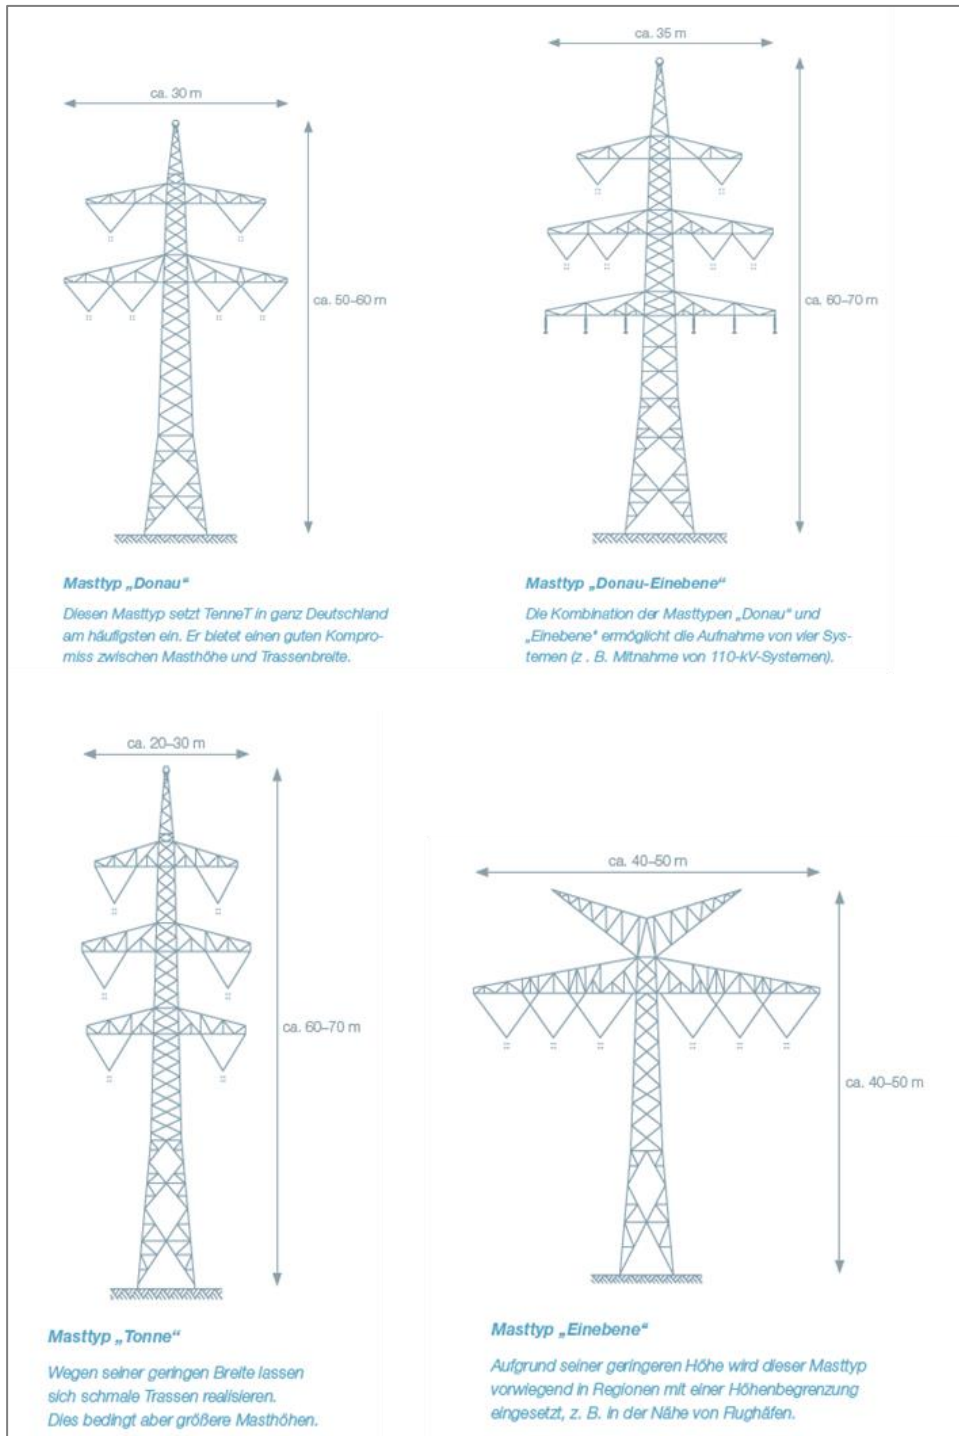 ca. 30 m
ca. 50–60 m
Masttyp „Donau“
Diesen Masttyp setzt TenneT in ganz Deutschland
am häufigsten ein. Er bietet einen guten Kompro-
miss zwischen Masthöhe und Trassenbreite.
ca. 35 m
ca. 60–70 m
Masttyp „Donau-Einebene“
Die Kombination der Masttypen „Donau“ und
„Einebene“ ermöglicht die Aufnahme von vier Sys-
temen (z . B. Mitnahme von 110-kV-Systemen).
ca. 20–30 m
ca. 60–70 m
Masttyp „Tonne“
Wegen seiner geringen Breite lassen
sich schmale Trassen realisieren.
Dies bedingt aber größere Masthöhen.
ca. 40–50 m
ca. 40–50 m
Masttyp „Einebene“
Aufgrund seiner geringeren Höhe wird dieser Masttyp
vorwiegend in Regionen mit einer Höhenbegrenzung
eingesetzt, z. B. in der Nähe von Flughäfen.